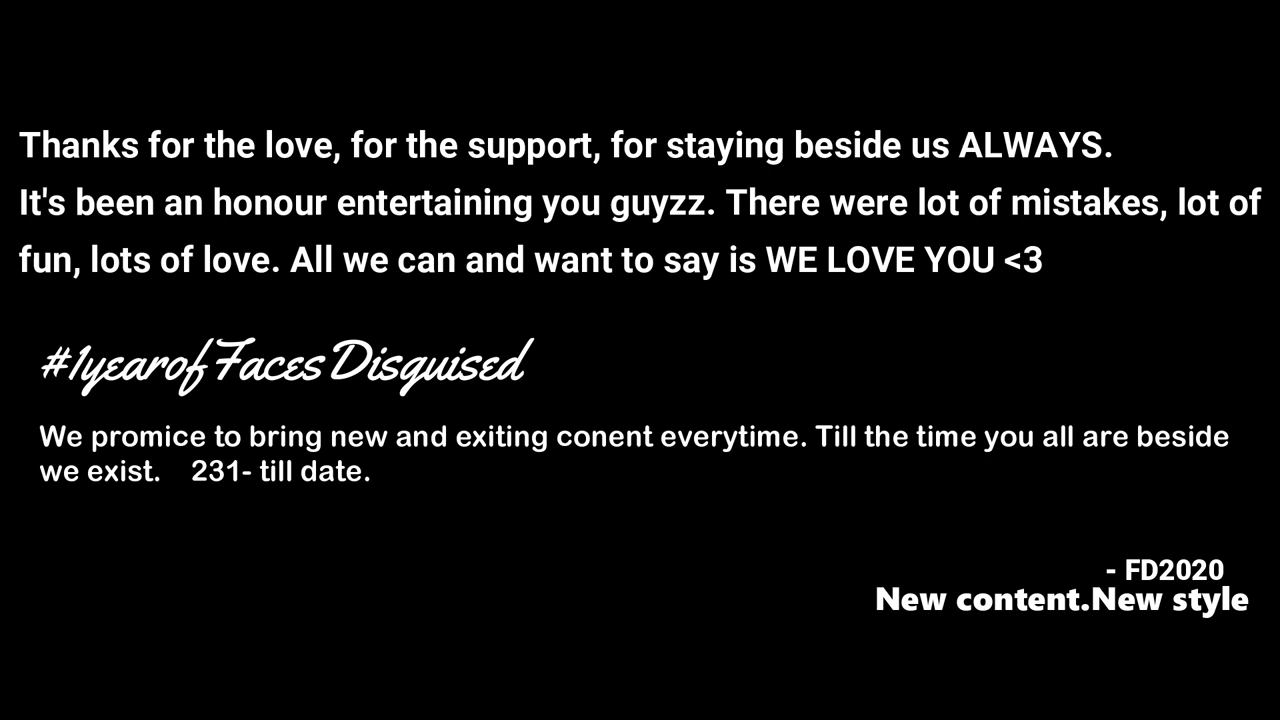 Thanks for the love, for the support, for staying beside us ALWAYS.
It's been an honour entertaining you guyzz. There were lot of mistakes, lot of
fun, lots of love. All we can and want to say is WE LOVE YOU <3
#1yearofFacesDisguised
We promice to bring new and exiting conent everytime. Till the time you all are beside
we exist. 231- till date.
- FD2020
New content.New style